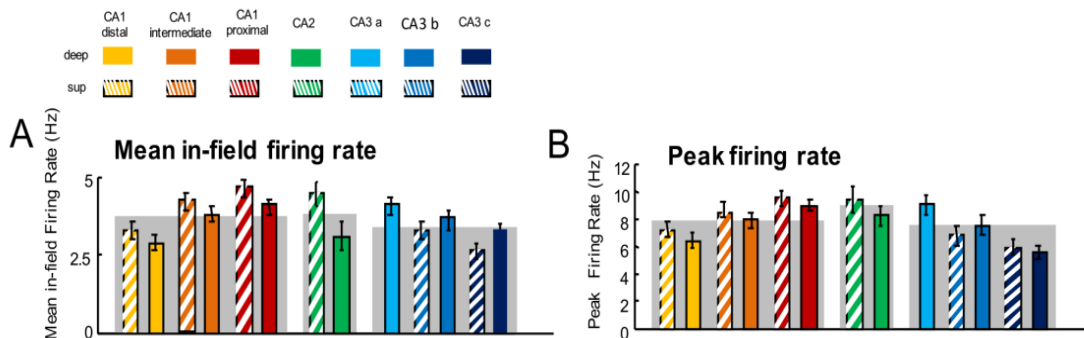 CA1 distal
CA1 intermediate
CA1 proximal
CA2
CA3 a
CA3 b
CA3 c
deep
sup
A
Mean in-field firing rate
Mean in-field Firing Rate (Hz)
5
2.5
0
B
Peak firing rate
Peak Firing Rate (Hz)
12
10
8
6
4
2
0